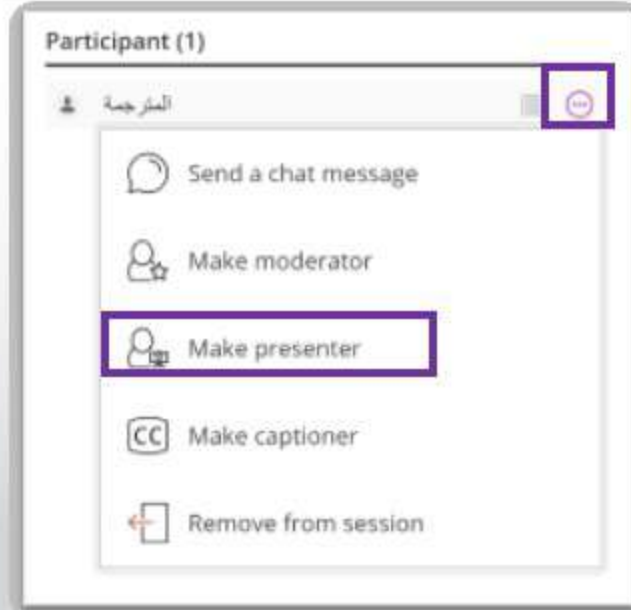 Participant (1)
المترجمة
Send a chat message
Make moderator
Make presenter
CC Make captioner
Remove from session